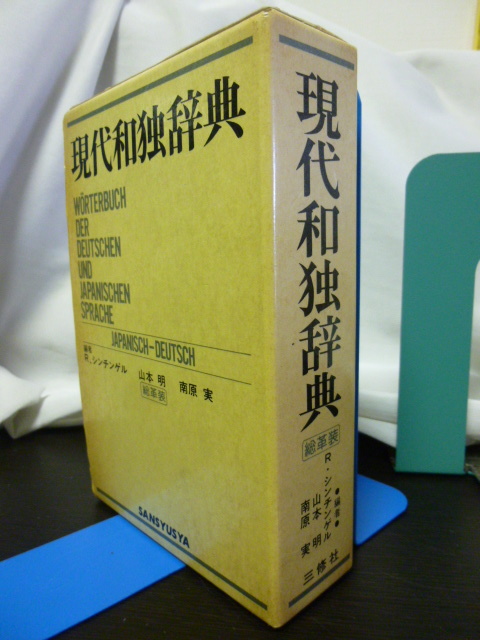 現代和独辞典
WÖRTERBUCH
DER
DEUTSCHEN
UND
JAPANISCHEN
SPRACHE
JAPANISCH–DEUTSCH
編者
R. シンチンゲル
山本 明
南原 実
総革装
SANSYUSYA
現代和独辞典
総革装
●編者●
R・シンチンゲル
山本 明
南原 実
三修社